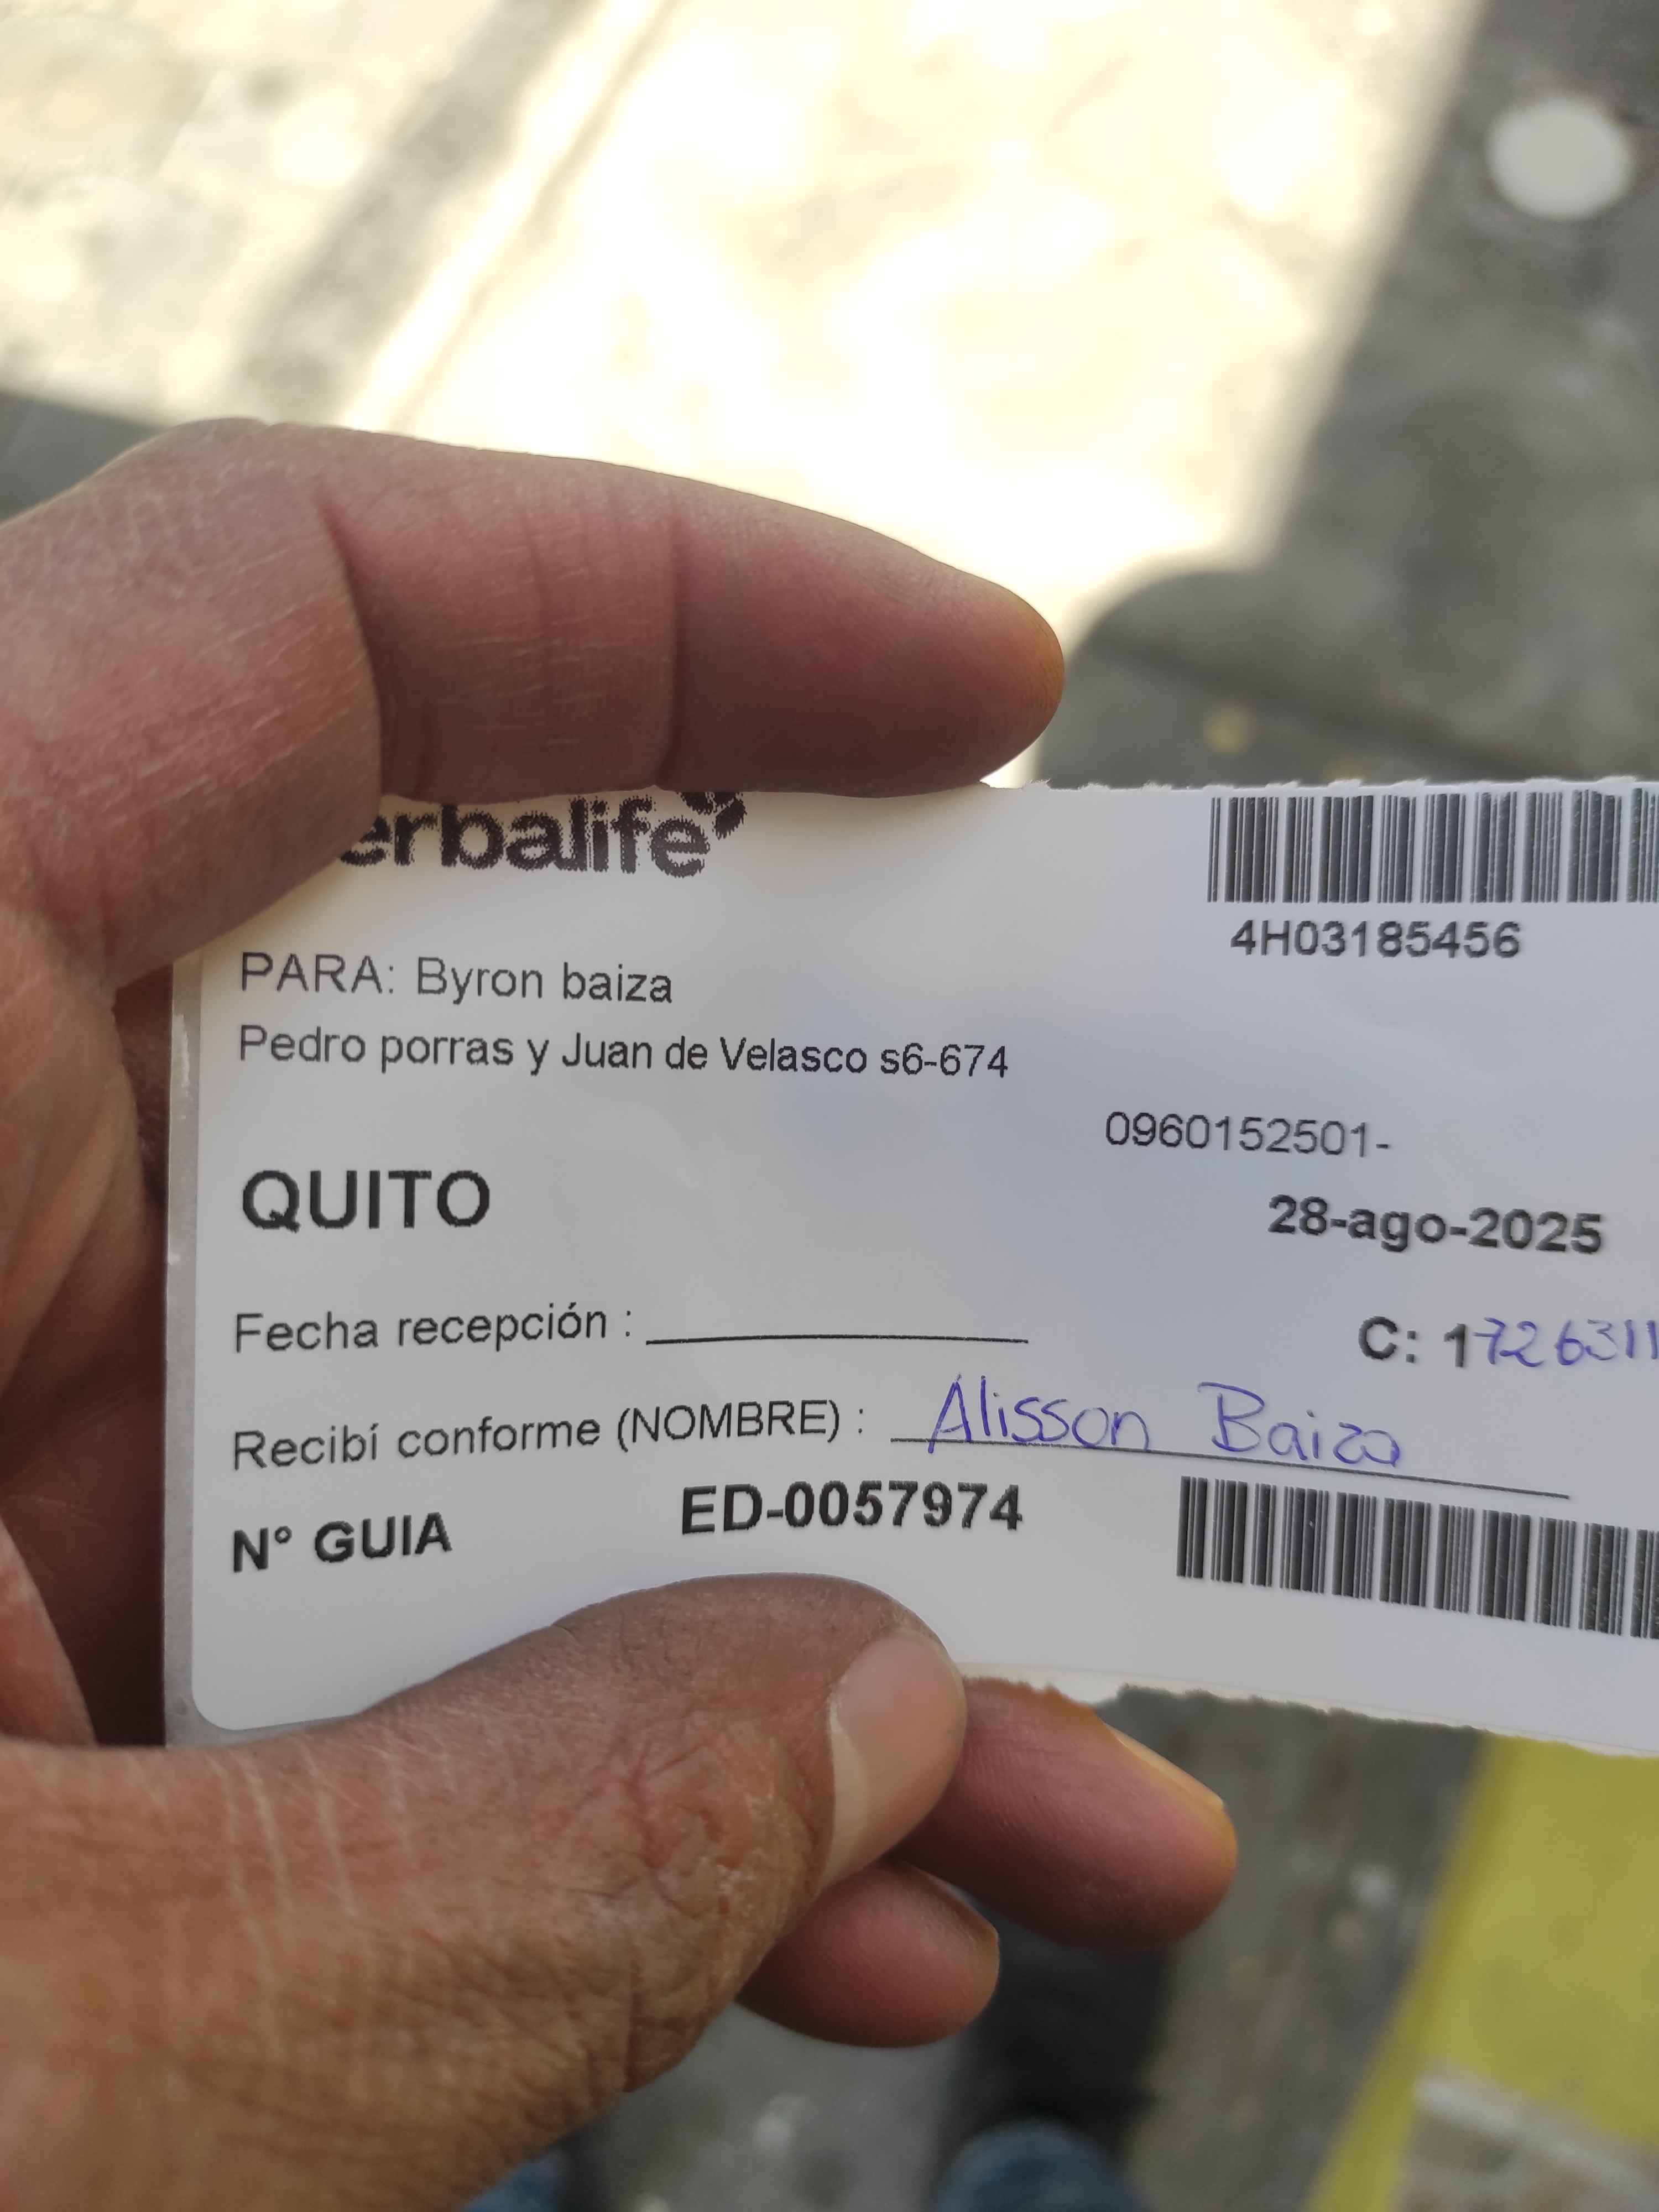 erbalife
4H03185456
PARA: Byron baiza
Pedro porras y Juan de Velasco s6-674
0960152501-
QUITO
28-ago-2025
Fecha recepción :
C: 1726311
Recibí conforme (NOMBRE) : Alisson Baiza
N° GUIA ED-0057974